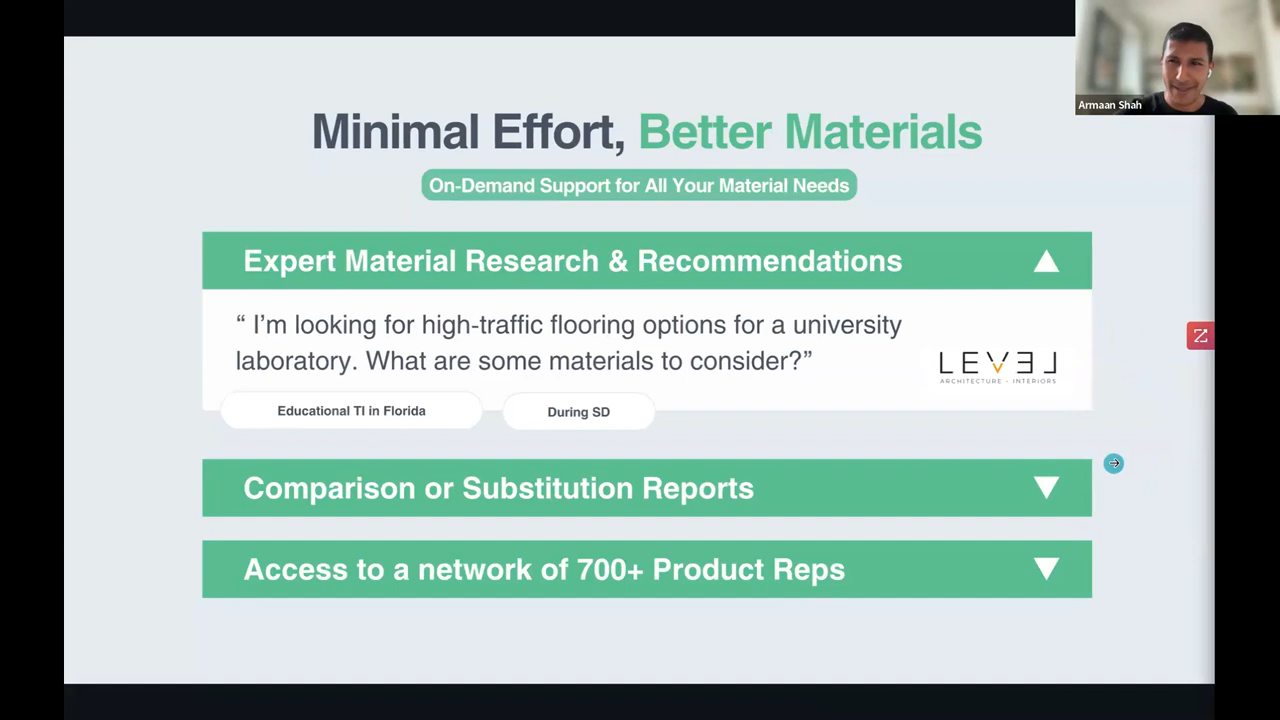 Armaan Shah
Minimal Effort, Better Materials
On-Demand Support for All Your Material Needs
Expert Material Research & Recommendations
“ I’m looking for high-traffic flooring options for a university
laboratory. What are some materials to consider?”
LEVEL
ARCHITECTURE + INTERIORS
Educational TI in Florida
During SD
Comparison or Substitution Reports
Access to a network of 700+ Product Reps